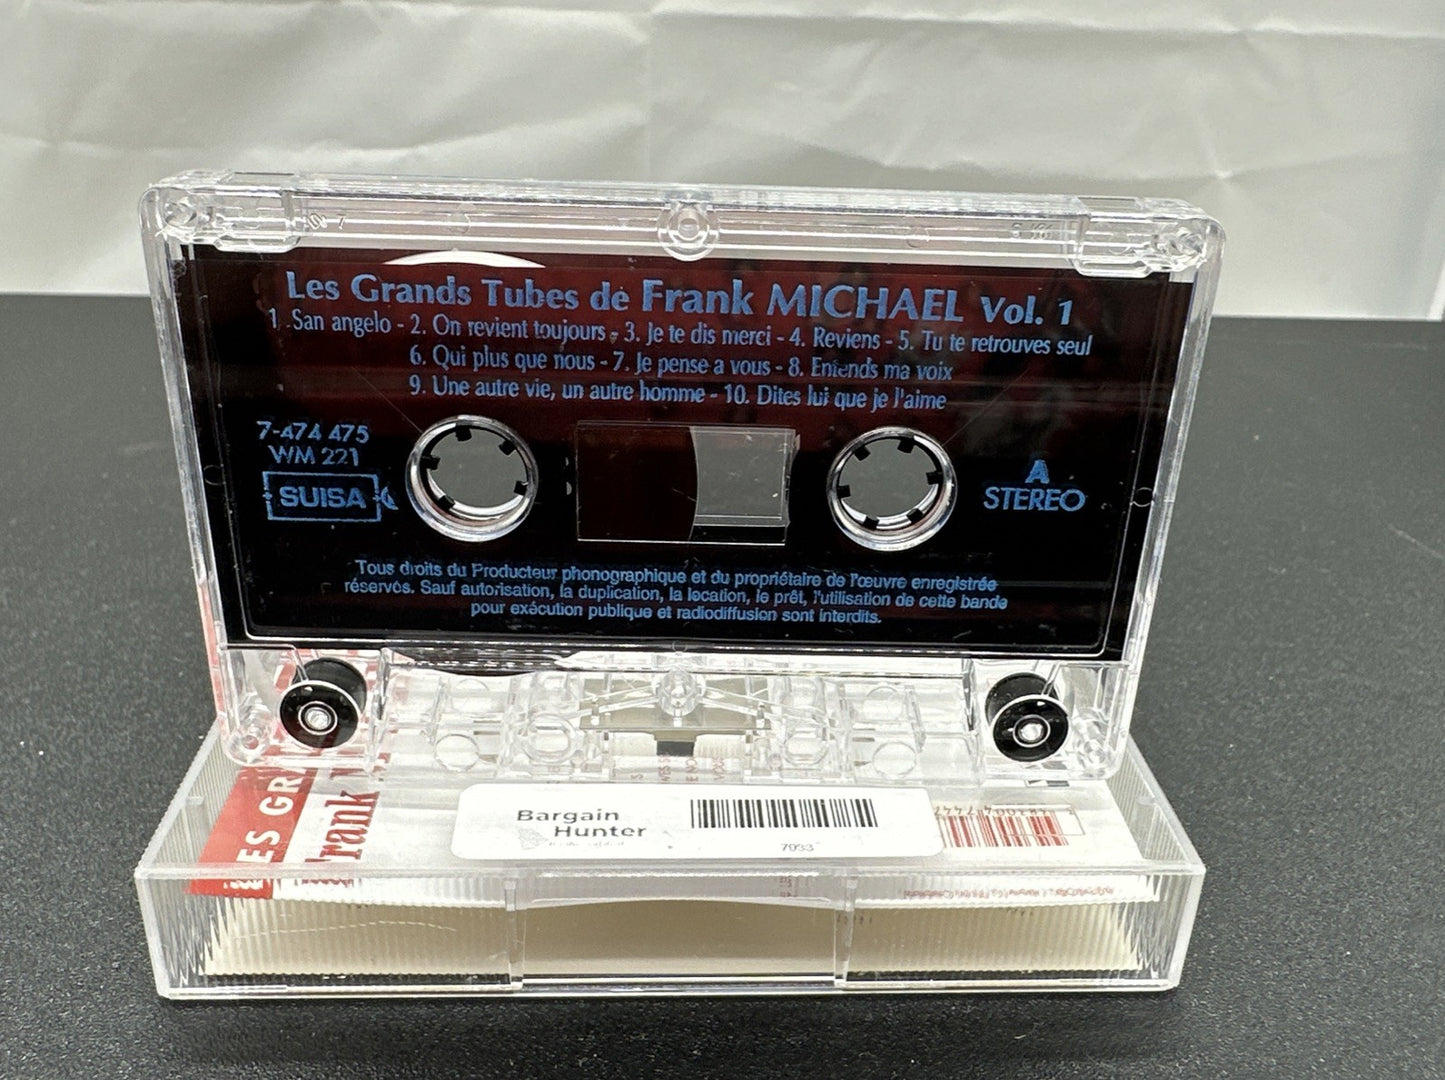 Les Grands Tubes de Frank MICHAEL Vol. 1
1. San angelo - 2. On revient toujours - 3. Je te dis merci - 4. Reviens - 5. Tu te retrouves seul
6. Qui plus que nous - 7. Je pense a vous - 8. Entends ma voix
9. Une autre vie, un autre homme - 10. Dites lui que je l'aime
7-474 475
WM 221
SUISA
A
STEREO
Tous droits du Producteur phonographique et du propriétaire de l'œuvre enregistrée
réservés. Sauf autorisation, la duplication, la location, le prêt, l'utilisation de cette bande
pour exécution publique et radiodiffusion sont interdits.
ES GR
Frank
Bargain
Hunter
7933